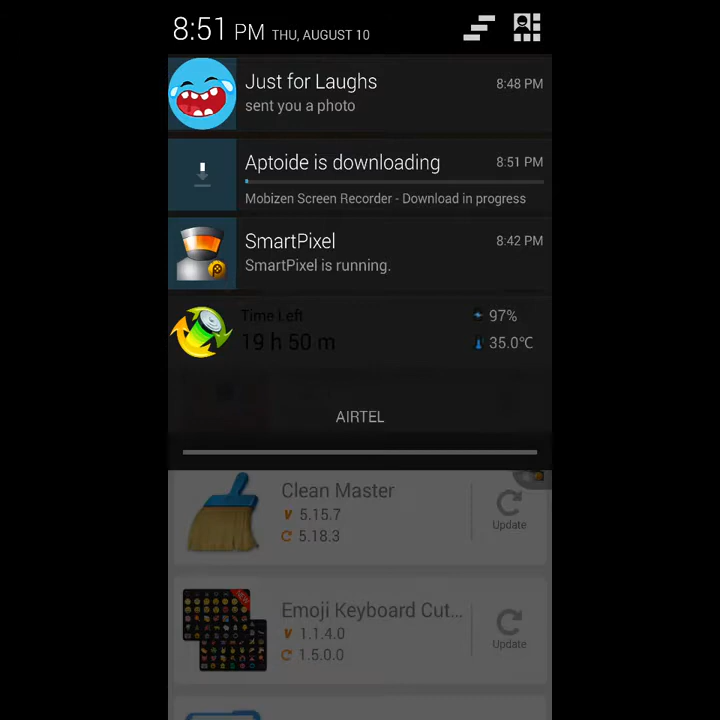 8:51 PM THU, AUGUST 10
Just for Laughs 8:48 PM
sent you a photo
Aptoide is downloading 8:51 PM
Mobizen Screen Recorder - Download in progress
SmartPixel 8:42 PM
SmartPixel is running.
Time Left 97%
19 h 50 m 35.0°C
AIRTEL
Clean Master
V 5.15.7
5.18.3
Update
Emoji Keyboard Cut...
V 1.1.4.0
1.5.0.0
Update